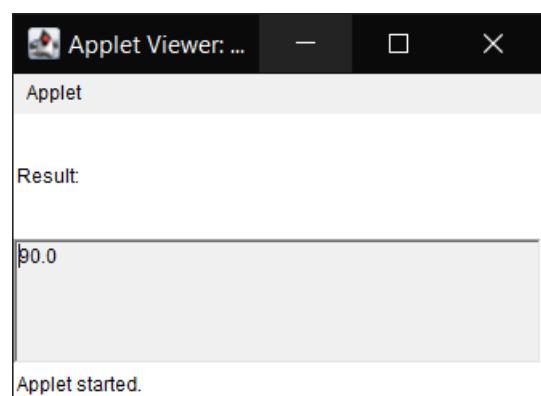 Applet Viewer: ...
Applet
Result:
90.0
Applet started.